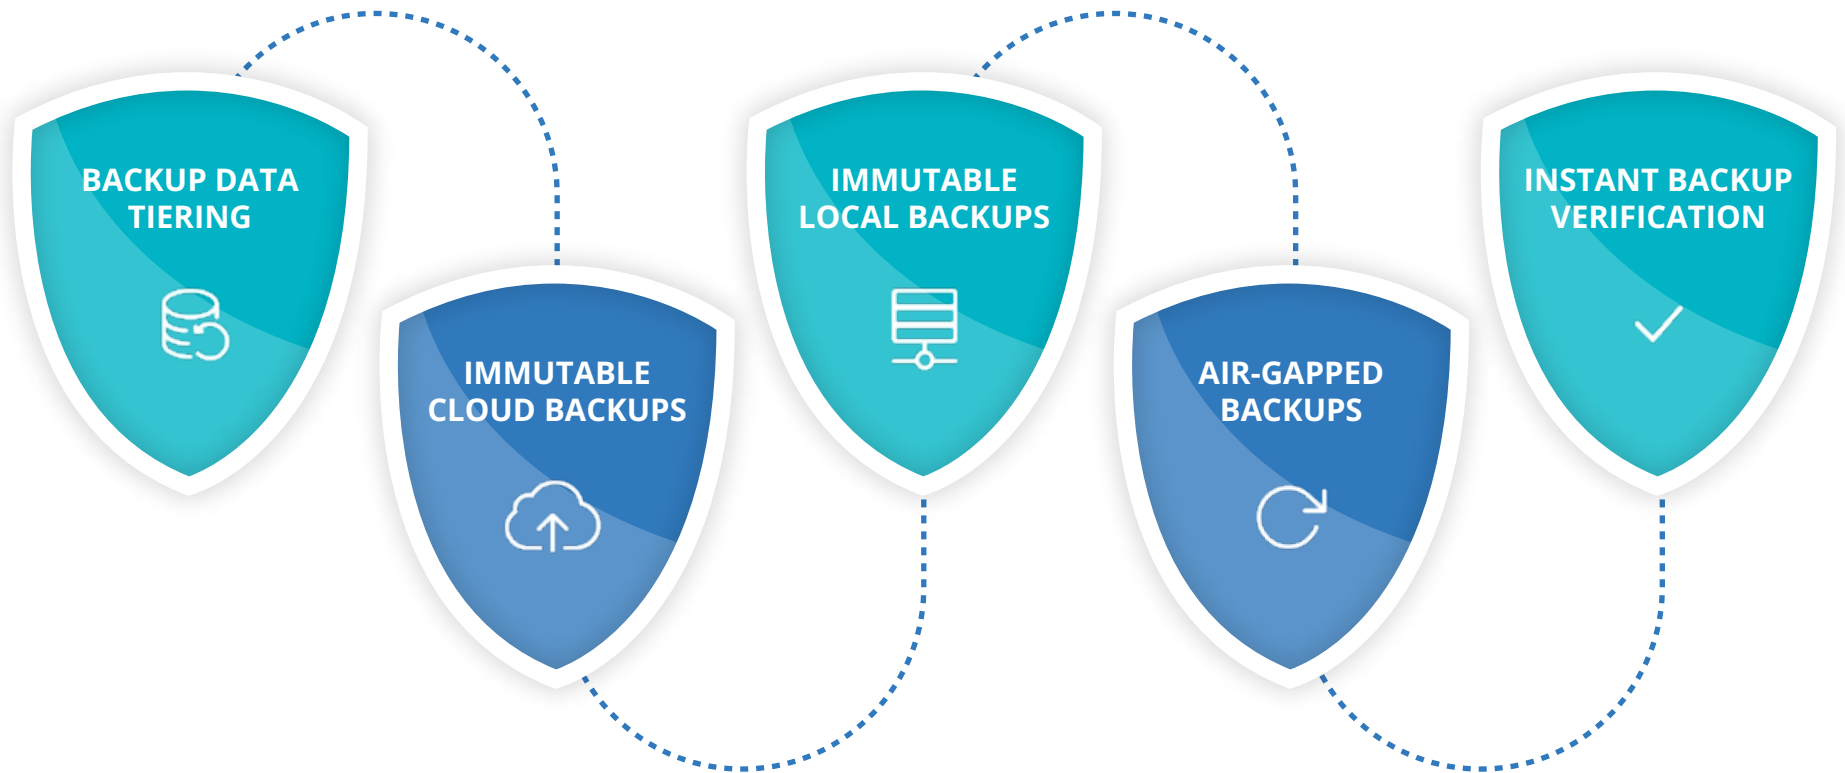 BACKUP DATA
TIERING
IMMUTABLE
CLOUD BACKUPS
IMMUTABLE
LOCAL BACKUPS
AIR-GAPPED
BACKUPS
INSTANT BACKUP
VERIFICATION